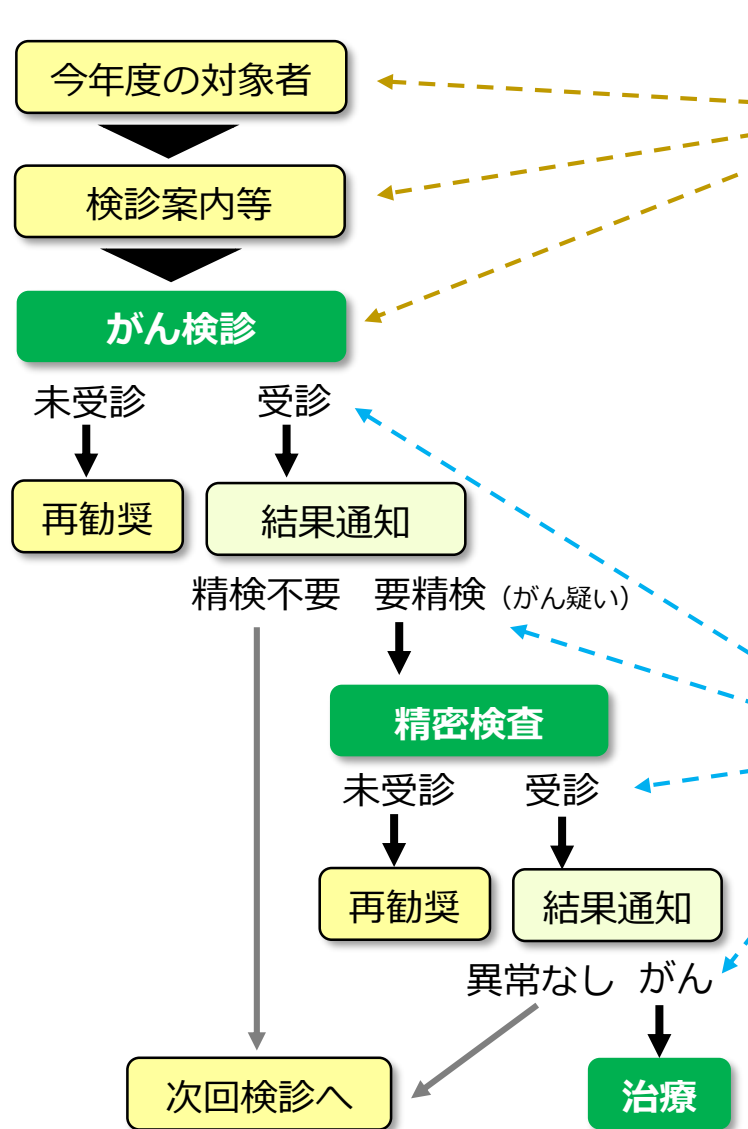 今年度の対象者
検診案内等
がん検診
未受診 受診
再勧奨 結果通知
精検不要 要精検（がん疑い）
精密検査
未受診 受診
再勧奨 結果通知
異常なし がん
次回検診へ 治療